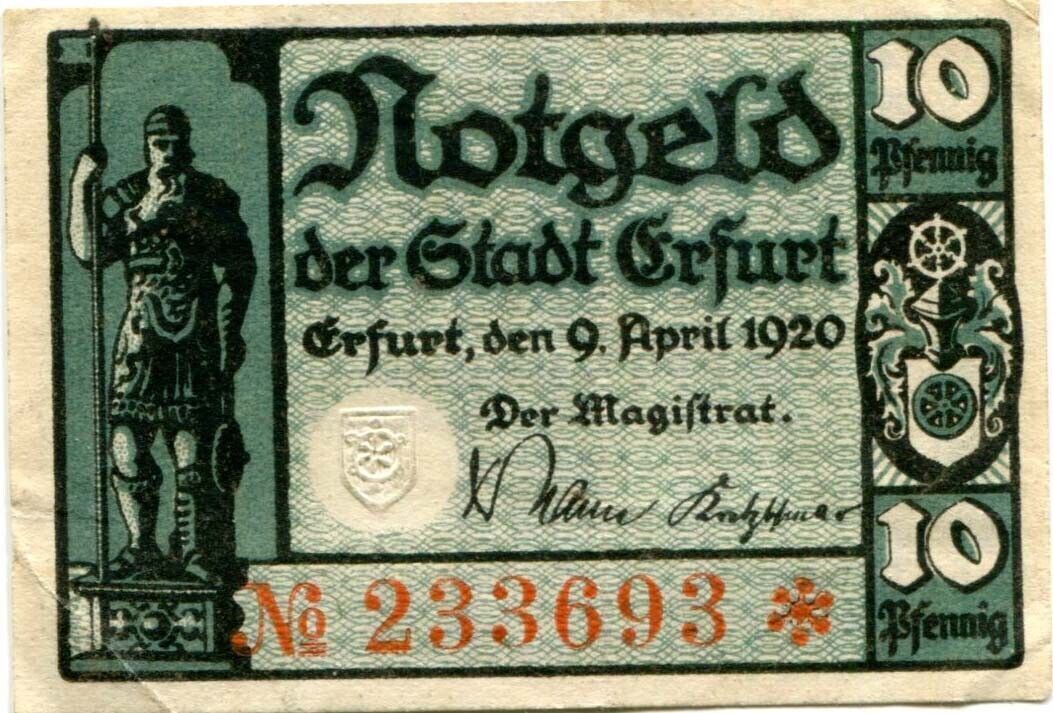 Notgeld
der Stadt Erfurt
Erfurt, den 9. April 1920
Der Magistrat.
№ 233693
10
Pfennig
10
Pfennig